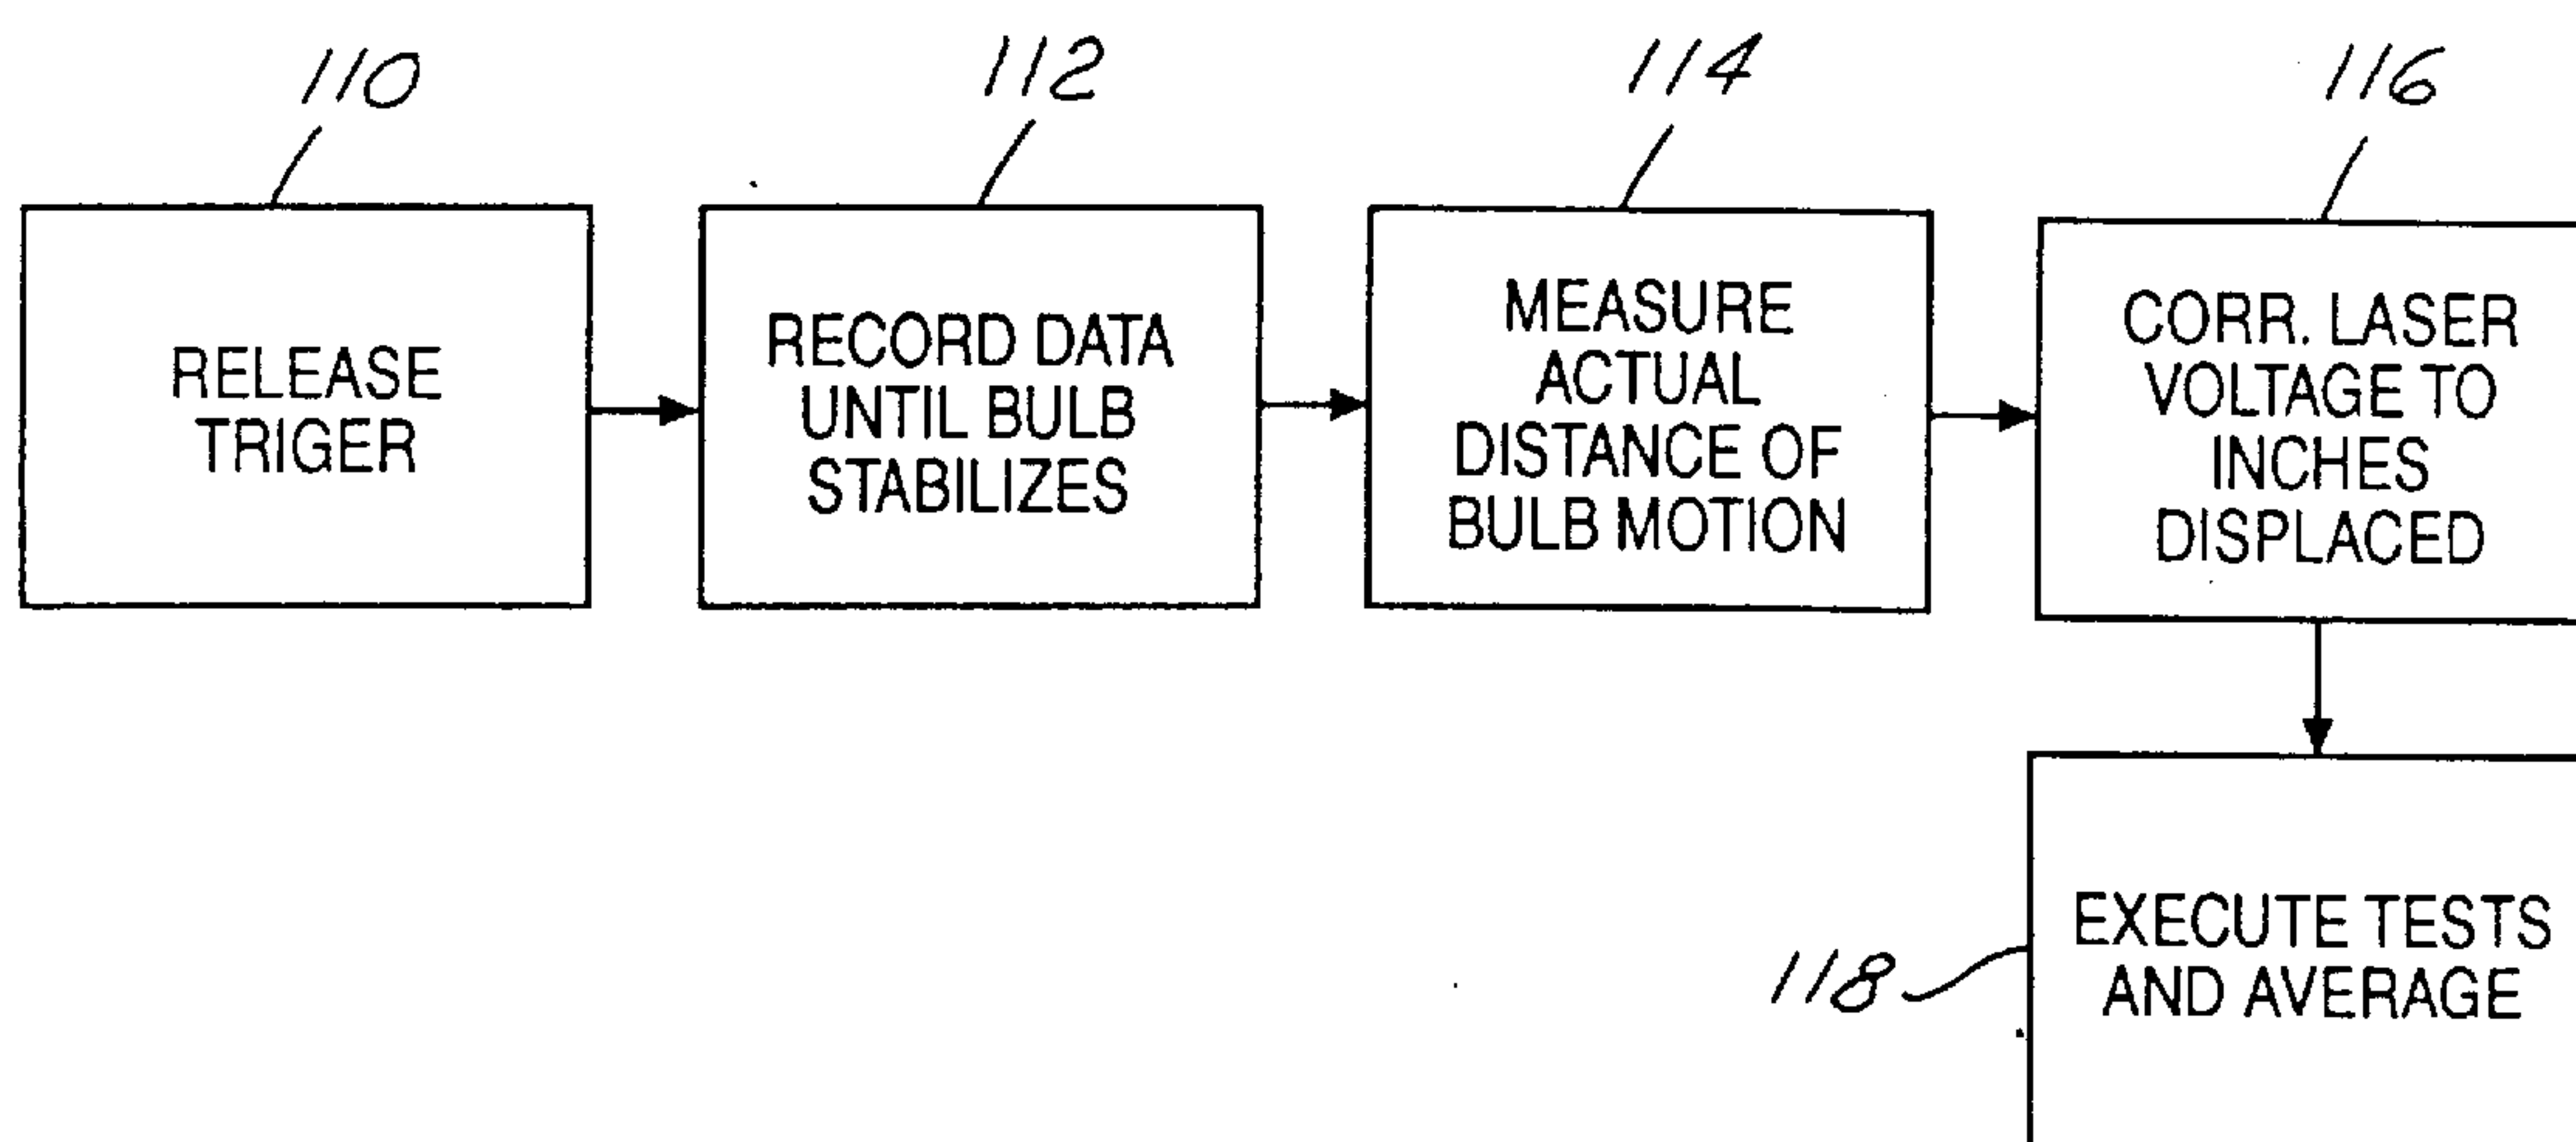 110
112
114
116
RELEASE
TRIGER
RECORD DATA
UNTIL BULB
STABILIZES
MEASURE
ACTUAL
DISTANCE OF
BULB MOTION
CORR. LASER
VOLTAGE TO
INCHES
DISPLACED
118
EXECUTE TESTS
AND AVERAGE